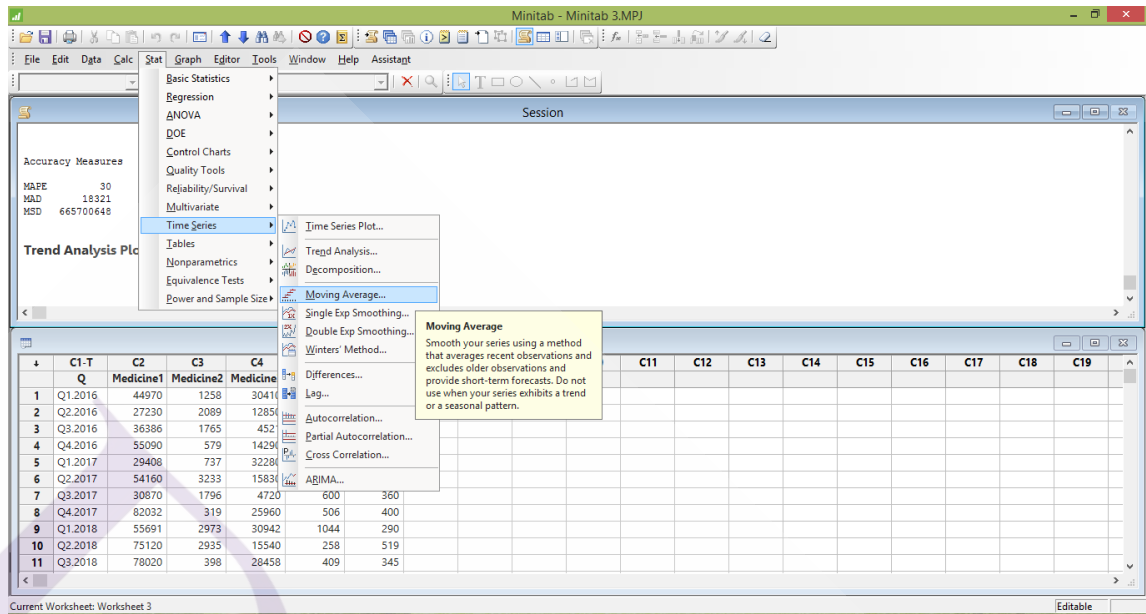 Minitab - Minitab 3.MPJ
File Edit Data Calc Stat Graph Editor Tools Window Help Assistant
Session
Accuracy Measures
MAPE 30
MAD 18321
MSD 665700648
Trend Analysis Plo
Basic Statistics
Regression
ANOVA
DOE
Control Charts
Quality Tools
Reliability/Survival
Multivariate
Time Series
Tables
Nonparametrics
Equivalence Tests
Power and Sample Size
Time Series Plot...
Trend Analysis...
Decomposition...
Moving Average...
Single Exp Smoothing...
Double Exp Smoothing...
Winters' Method...
Differences...
Lag...
Autocorrelation...
Partial Autocorrelation...
Cross Correlation...
ARIMA...
Moving Average
Smooth your series using a method
that averages recent observations and
excludes older observations and
provide short-term forecasts. Do not
use when your series exhibits a trend
or a seasonal pattern.
C1-T C2 C3 C4 C11 C12 C13 C14 C15 C16 C17 C18 C19
Q Medicine1 Medicine2 Medicine
1 Q1.2016 44970 1258 30410
2 Q2.2016 27230 2089 12850
3 Q3.2016 36386 1765 452
4 Q4.2016 55090 579 14290
5 Q1.2017 29408 737 32280
6 Q2.2017 54160 3233 15830
7 Q3.2017 30870 1796 4720 600 360
8 Q4.2017 82032 319 25960 506 400
9 Q1.2018 55691 2973 30942 1044 290
10 Q2.2018 75120 2935 15540 258 519
11 Q3.2018 78020 398 28458 409 345
Current Worksheet: Worksheet 3
Editable